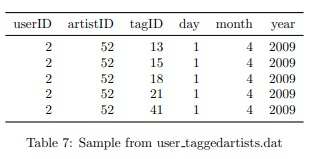 userID artistID tagID day month year
2 52 13 1 4 2009
2 52 15 1 4 2009
2 52 18 1 4 2009
2 52 21 1 4 2009
2 52 41 1 4 2009
Table 7: Sample from user_taggedartists.dat